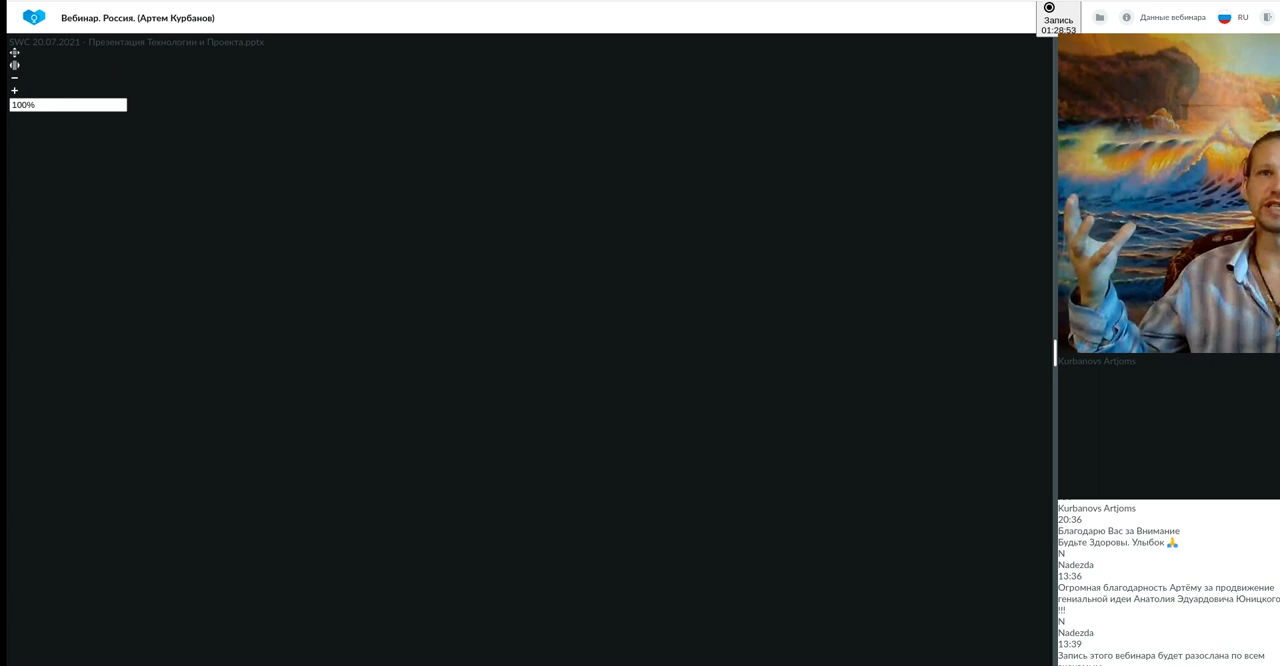 Вебинар. Россия. (Артем Курбанов)
Запись
01:28:53
Данные вебинара
RU
SWC 20.07.2021 - Презентация Технологии и Проекта.pptx
100%
Kurbanovs Artjoms
Kurbanovs Artjoms
20:36
Благодарю Вас за Внимание
Будьте Здоровы. Улыбок 🙏
N
Nadezda
13:36
Огромная благодарность Артёму за продвижение
гениальной идеи Анатолия Эдуардовича Юницкого
!!!
N
Nadezda
13:39
Запись этого вебинара будет разослана по всем